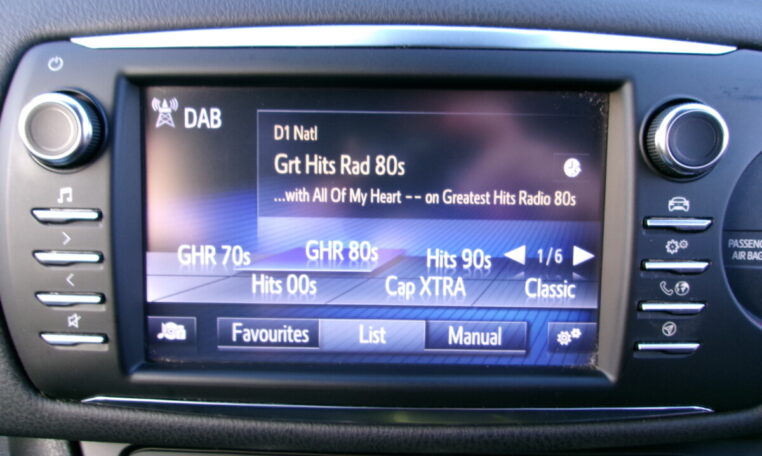 DAB
D1 Natl
Grt Hits Rad 80s
...with All Of My Heart -- on Greatest Hits Radio 80s
GHR 70s GHR 80s Hits 90s 1/6
Hits 00s Cap XTRA Classic
Favourites List Manual
PASSENG
AIR BAG